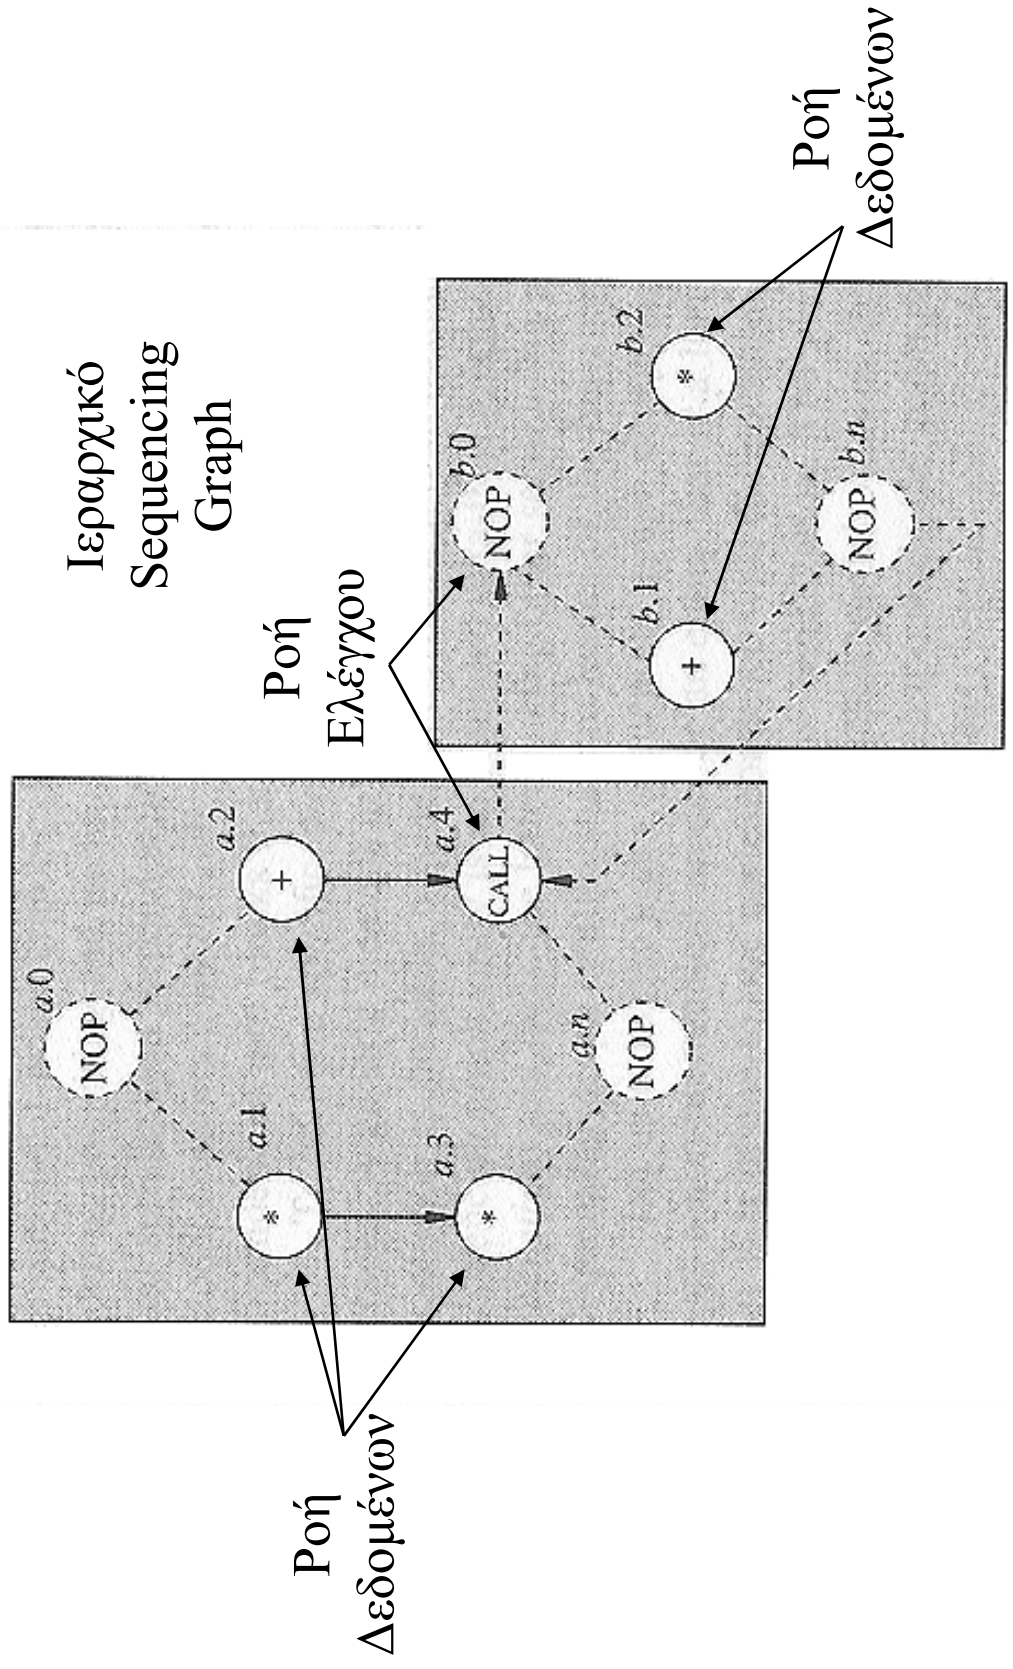 Ιεραρχικό
Sequencing
Graph
Ροή
Ελέγχου
Ροή
Δεδομένων
Ροή
Δεδομένων
a.0
NOP
a.1
*
a.2
+
a.3
*
a.4
CALL
a.n
NOP
b.0
NOP
b.1
+
b.2
*
b.n
NOP